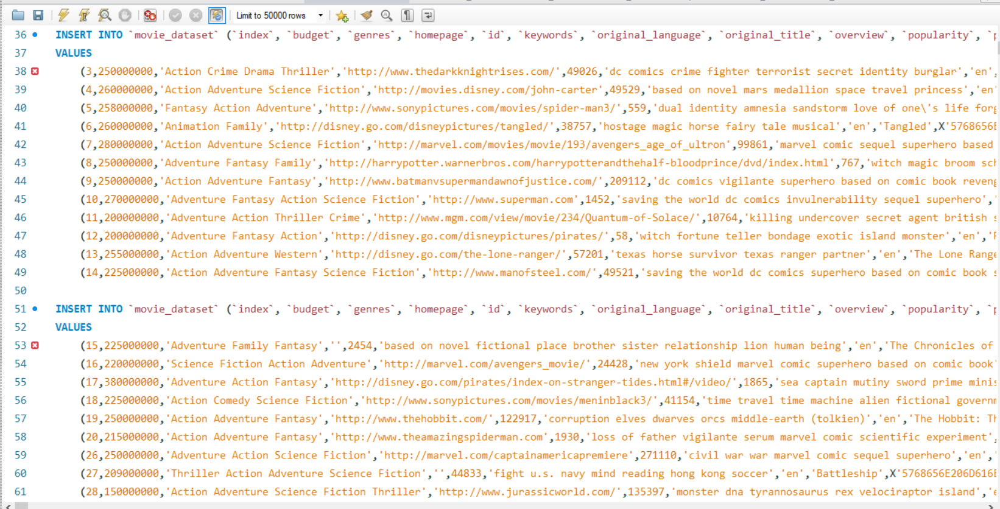 Limit to 50000 rows
36 INSERT INTO `movie_dataset` (`index`, `budget`, `genres`, `homepage`, `id`, `keywords`, `original_language`, `original_title`, `overview`, `popularity`, `p
37 VALUES
38 (3,250000000,'Action Crime Drama Thriller','http://www.thedarkknightrises.com/',49026,'dc comics crime fighter terrorist secret identity burglar','en',
39 (4,260000000,'Action Adventure Science Fiction','http://movies.disney.com/john-carter',49529,'based on novel mars medallion space travel princess','en'
40 (5,258000000,'Fantasy Action Adventure','http://www.sonypictures.com/movies/spider-man3/',559,'dual identity amnesia sandstorm love of one\'s life forg
41 (6,260000000,'Animation Family','http://disney.go.com/disneypictures/tangled/',38757,'hostage magic horse fairy tale musical','en','Tangled',X'5768656E
42 (7,280000000,'Action Adventure Science Fiction','http://marvel.com/movies/movie/193/avengers_age_of_ultron',99861,'marvel comic sequel superhero based
43 (8,250000000,'Adventure Fantasy Family','http://harrypotter.warnerbros.com/harrypotterandthehalf-bloodprince/dvd/index.html',767,'witch magic broom sch
44 (9,250000000,'Action Adventure Fantasy','http://www.batmanvsupermandawnofjustice.com/',209112,'dc comics vigilante superhero based on comic book reveng
45 (10,270000000,'Adventure Fantasy Action Science Fiction','http://www.superman.com',1452,'saving the world dc comics invulnerability sequel superhero','
46 (11,200000000,'Adventure Action Thriller Crime','http://www.mgm.com/view/movie/234/Quantum-of-Solace/',10764,'killing undercover secret agent british s
47 (12,200000000,'Adventure Fantasy Action','http://disney.go.com/disneypictures/pirates/',58,'witch fortune teller bondage exotic island monster','en','P
48 (13,255000000,'Action Adventure Western','http://disney.go.com/the-lone-ranger/',57201,'texas horse survivor texas ranger partner','en','The Lone Range
49 (14,225000000,'Action Adventure Fantasy Science Fiction','http://www.manofsteel.com/',49521,'saving the world dc comics superhero based on comic book s
50
51 INSERT INTO `movie_dataset` (`index`, `budget`, `genres`, `homepage`, `id`, `keywords`, `original_language`, `original_title`, `overview`, `popularity`, `p
52 VALUES
53 (15,225000000,'Adventure Family Fantasy','',2454,'based on novel fictional place brother sister relationship lion human being','en','The Chronicles of
54 (16,220000000,'Science Fiction Action Adventure','http://marvel.com/avengers_movie/',24428,'new york shield marvel comic superhero based on comic book'
55 (17,380000000,'Adventure Action Fantasy','http://disney.go.com/pirates/index-on-stranger-tides.html#/video/',1865,'sea captain mutiny sword prime minis
56 (18,225000000,'Action Comedy Science Fiction','http://www.sonypictures.com/movies/meninblack3/',41154,'time travel time machine alien fictional governm
57 (19,250000000,'Action Adventure Fantasy','http://www.thehobbit.com/',122917,'corruption elves dwarves orcs middle-earth (tolkien)','en','The Hobbit: Th
58 (20,215000000,'Action Adventure Fantasy','http://www.theamazingspiderman.com',1930,'loss of father vigilante serum marvel comic scientific experiment',
59 (26,250000000,'Adventure Action Science Fiction','http://marvel.com/captainamericapremiere',271110,'civil war war marvel comic sequel superhero','en','
60 (27,209000000,'Thriller Action Adventure Science Fiction','',44833,'fight u.s. navy mind reading hong kong soccer','en','Battleship',X'5768656E206D616E
61 (28,150000000,'Action Adventure Science Fiction Thriller','http://www.jurassicworld.com/',135397,'monster dna tyrannosaurus rex velociraptor island','e